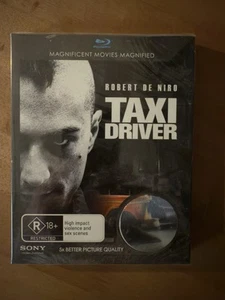 MAGNIFICENT MOVIES MAGNIFIED
ROBERT DE NIRO
TAXI
DRIVER
R 18+
RESTRICTED
High impact
violence and
sex scenes
SONY
5x BETTER PICTURE QUALITY